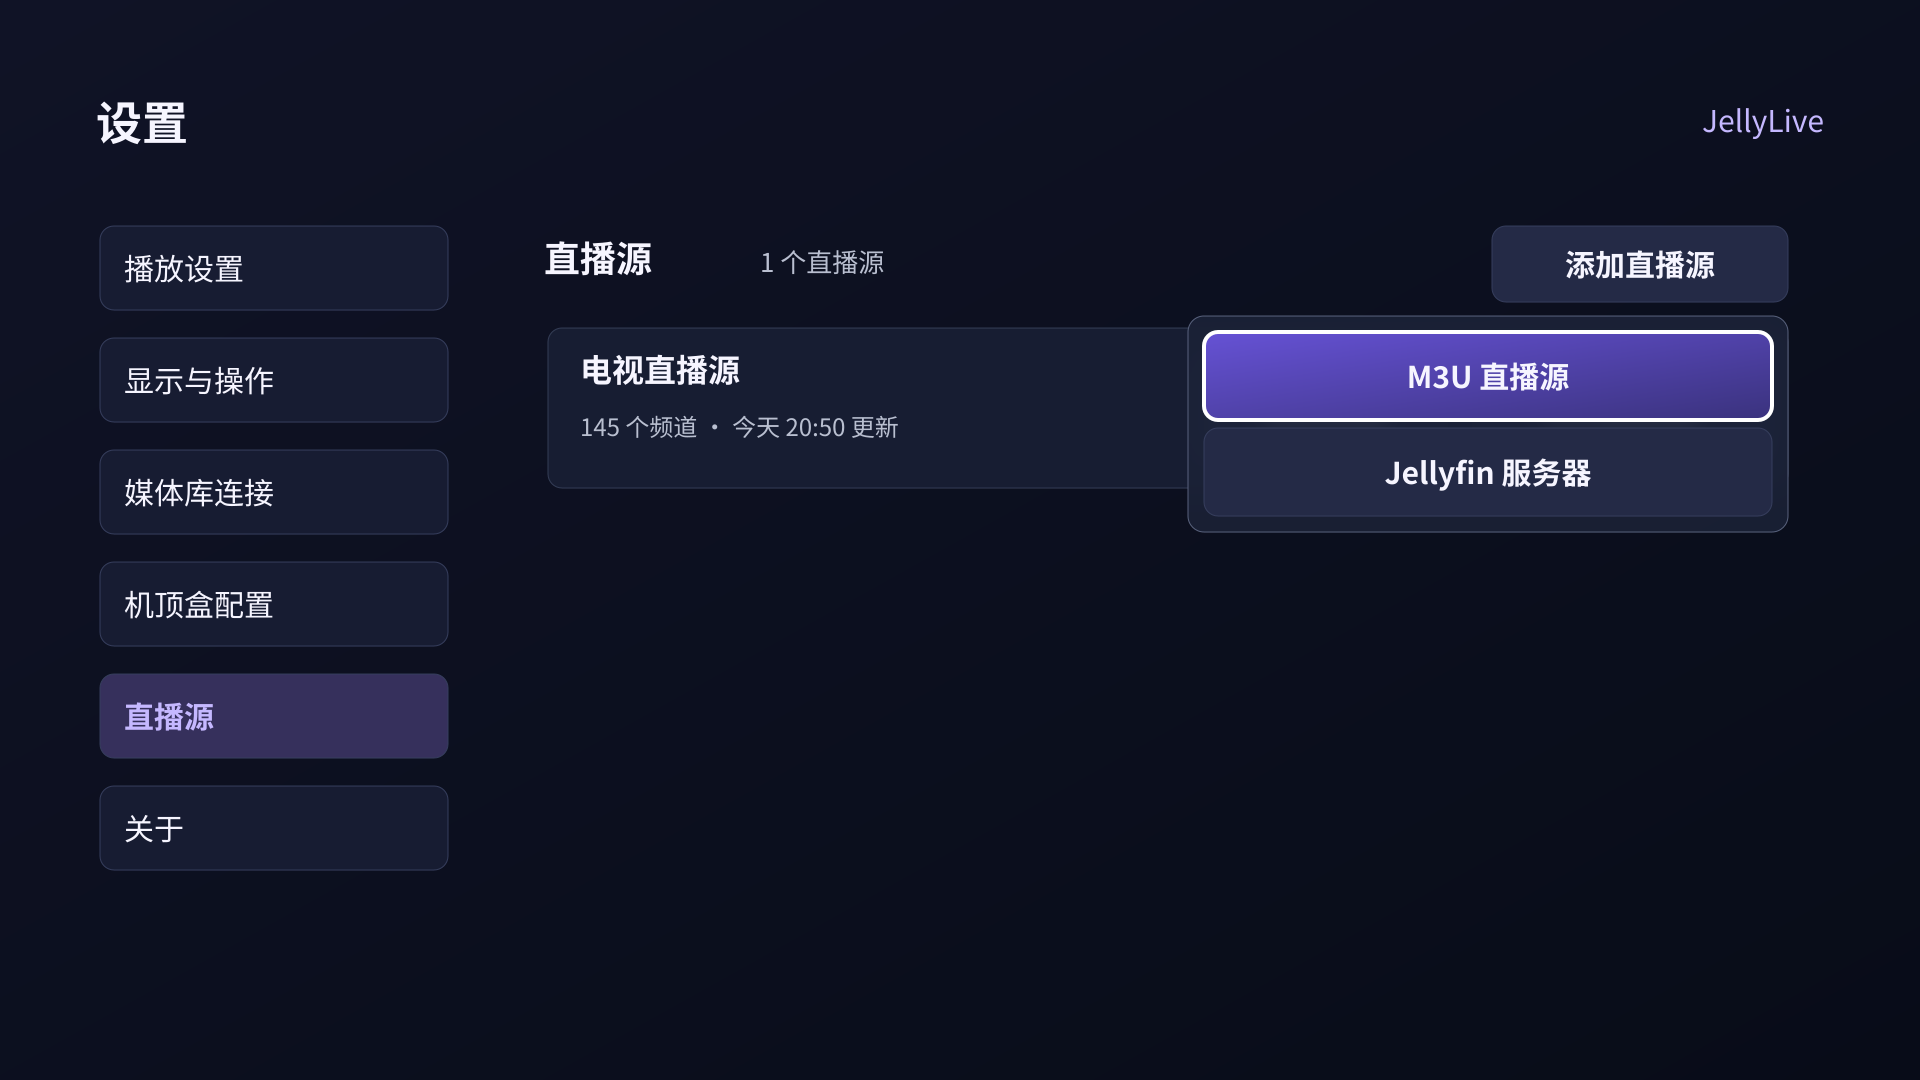 设置
JellyLive
播放设置
显示与操作
媒体库连接
机顶盒配置
直播源
关于
直播源
1 个直播源
添加直播源
电视直播源
145 个频道 · 今天 20:50 更新
M3U 直播源
Jellyfin 服务器